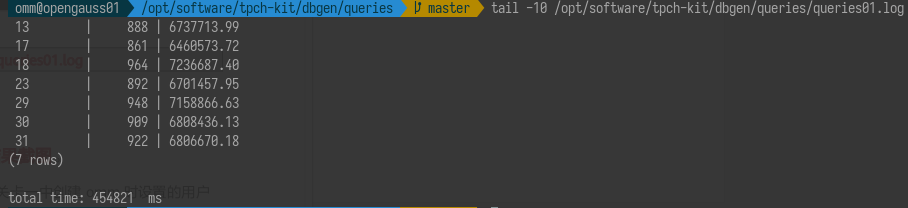 omm@opengauss01 /opt/software/tpch-kit/dbgen/queries master tail -10 /opt/software/tpch-kit/dbgen/queries/queries01.log
13 | 888 | 6737713.99
17 | 861 | 6460573.72
18 | 964 | 7236687.40
23 | 892 | 6701457.95
29 | 948 | 7158866.63
30 | 909 | 6808436.13
31 | 922 | 6806670.18
(7 rows)
total time: 454821 ms